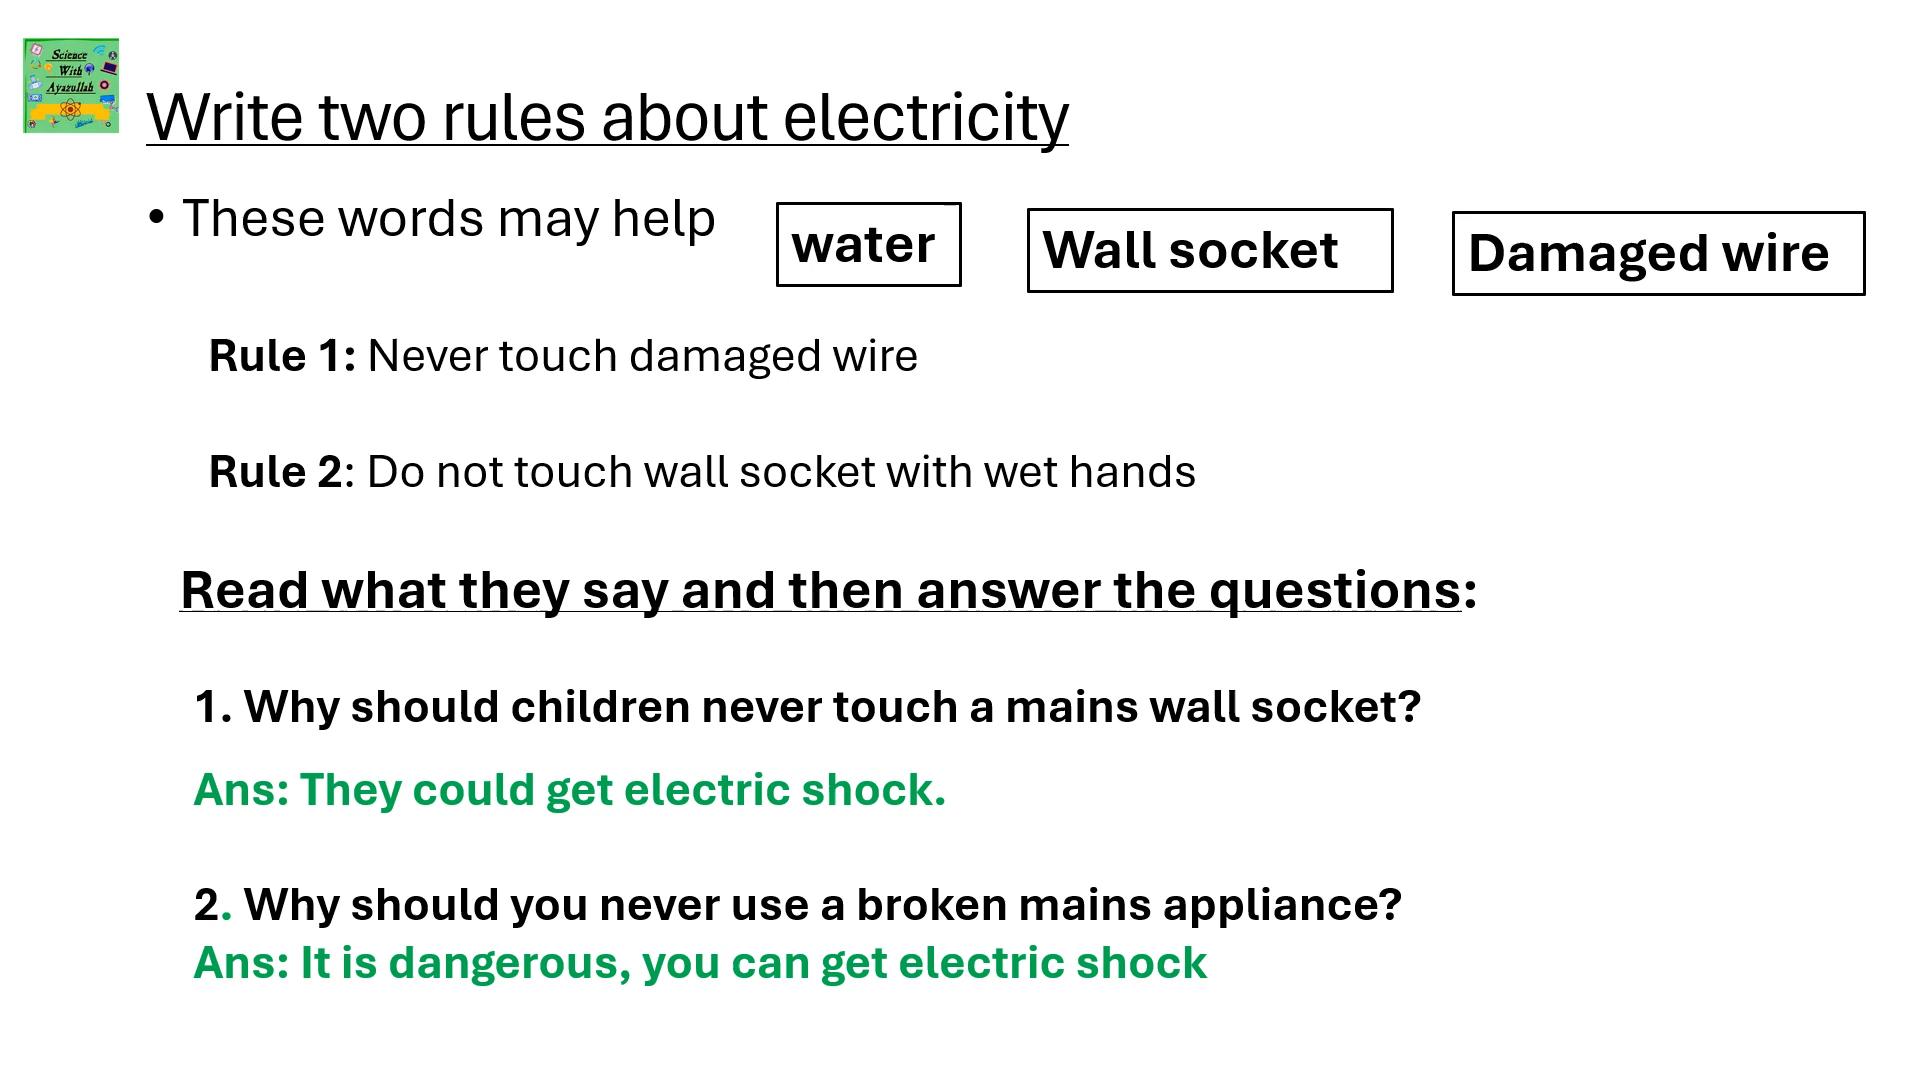 Science
With
Ayazullah
Write two rules about electricity
• These words may help
water
Wall socket
Damaged wire
Rule 1: Never touch damaged wire
Rule 2: Do not touch wall socket with wet hands
Read what they say and then answer the questions:
1. Why should children never touch a mains wall socket?
Ans: They could get electric shock.
2. Why should you never use a broken mains appliance?
Ans: It is dangerous, you can get electric shock